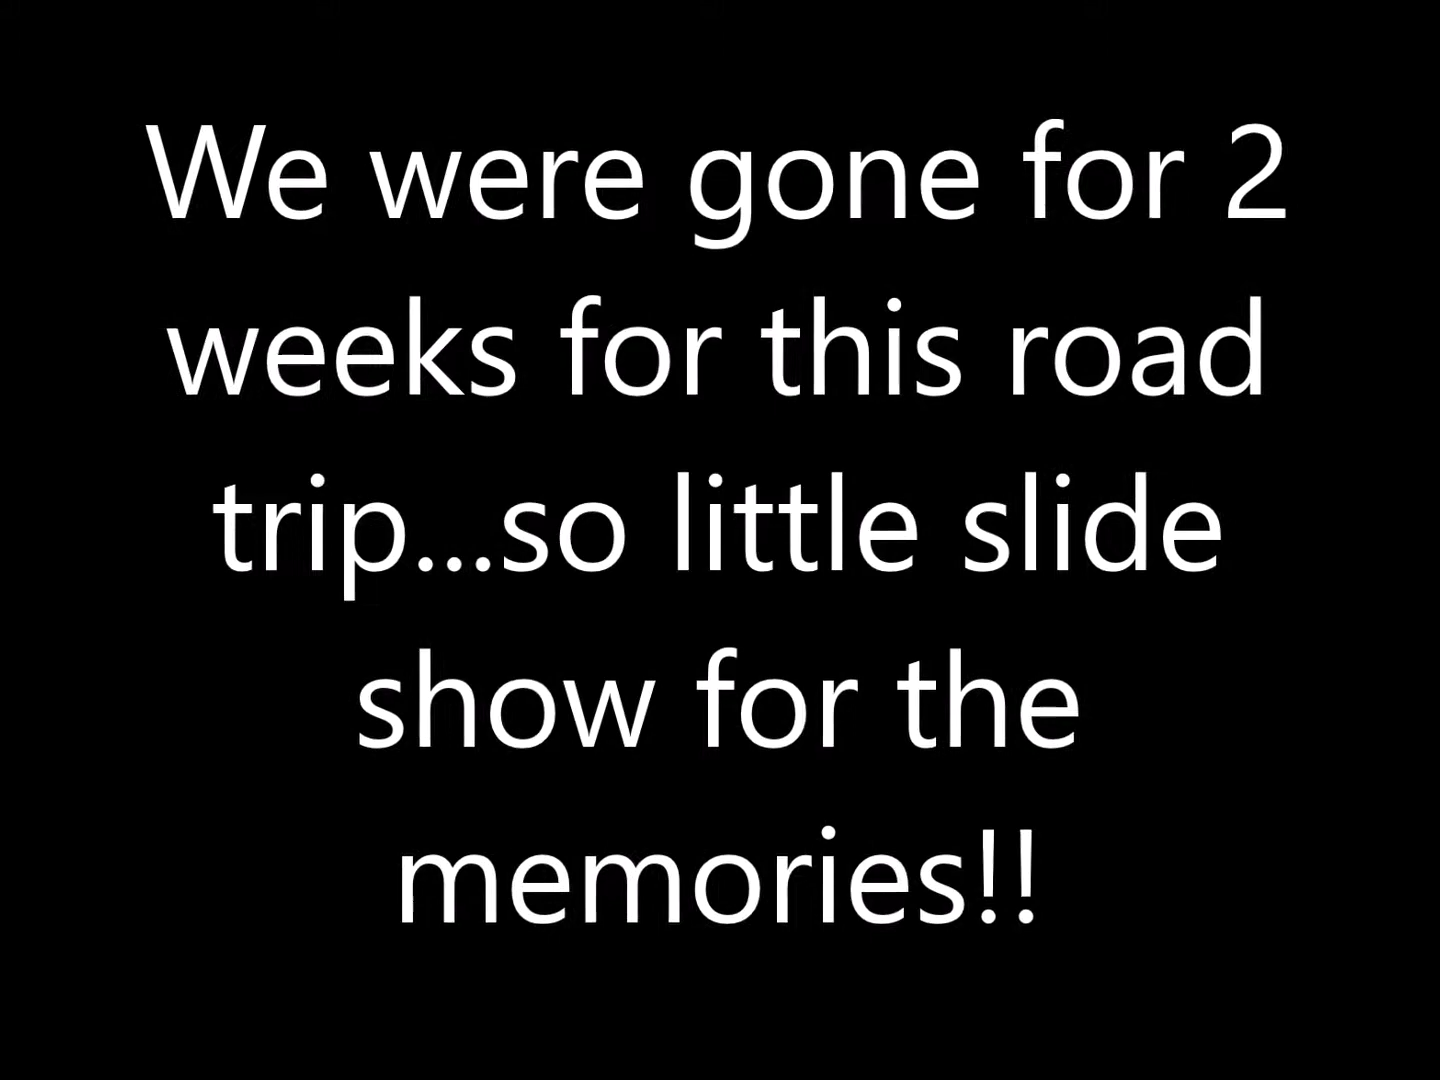 We were gone for 2
weeks for this road
trip...so little slide
show for the
memories!!